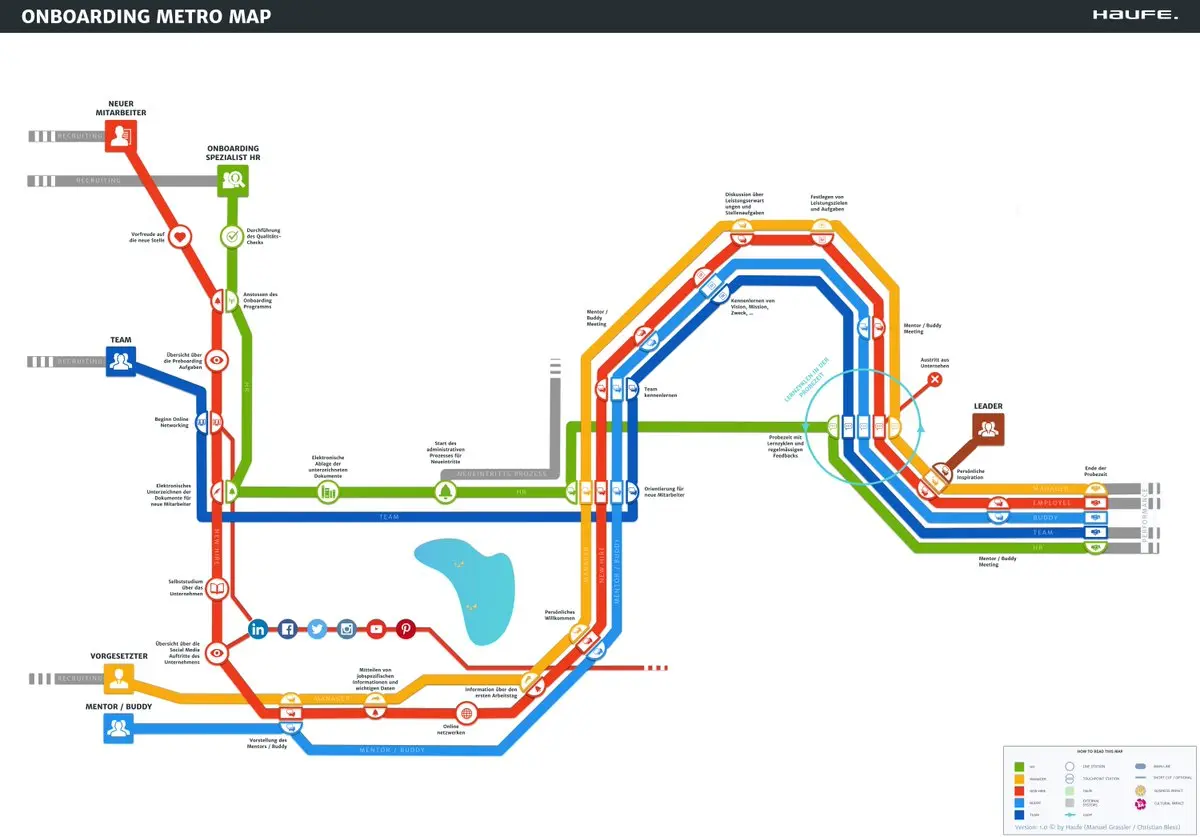 ONBOARDING METRO MAP
HAUFE.
NEUER
MITARBEITER
RECRUITING
ONBOARDING
SPEZIALIST HR
RECRUITING
Vorfreude auf
die neue Stelle
Durchführung
des Qualitäts-
Checks
Anstossen des
Onboarding
Programms
TEAM
RECRUITING
Übersicht über
die Preboarding
Aufgaben
HR
Beginn Online
Networking
Elektronisches
Unterzeichnen der
Dokumente für
neue Mitarbeiter
Elektronische
Ablage der
unterzeichneten
Dokumente
Start des
administrativen
Prozesses für
Neueintritte
NEUEINTRITTS PROZESS
HR
TEAM
NEW HIRE
Selbststudium
über das
Unternehmen
Übersicht über die
Social Media
Auftritte des
Unternehmens
in
VORGESETZTER
RECRUITING
MANAGER
MENTOR / BUDDY
Vorstellung des
Mentors / Buddy
MENTOR / BUDDY
Mitteilen von
jobspezifischen
Informationen und
wichtigen Daten
Online
netzwerken
Information über den
ersten Arbeitstag
Persönliches
Willkommen
MANAGER
NEW HIRE
MENTOR / BUDDY
Orientierung für
neue Mitarbeiter
Team
kennenlernen
Mentor /
Buddy
Meeting
Kennenlernen von
Vision, Mission,
Zweck, ...
Diskussion über
Leistungserwart
ungen und
Stellenaufgaben
Festlegen von
Leistungszielen
und Aufgaben
Mentor / Buddy
Meeting
LERNZYKLEN IN DER
PROBEZEIT
Austritt aus
Unternehen
Probezeit mit
Lernzyklen und
regelmässigen
Feedbacks
LEADER
Persönliche
Inspiration
Ende der
Probezeit
MANAGER
EMPLOYEE
BUDDY
TEAM
HR
PERFORMANCE
Mentor / Buddy
Meeting
HOW TO READ THIS MAP
HR
MANAGER
NEW HIRE
BUDDY
TEAM
LINE STATION
TOUCHPOINT STATION
EXTERNAL
SYSTEMS
MAIN LINE
SHORT CUT / OPTIONAL
BUSINESS IMPACT
CULTURAL IMPACT
Version: 1.0 © by Haufe (Manuel Grassler / Christian Bless)